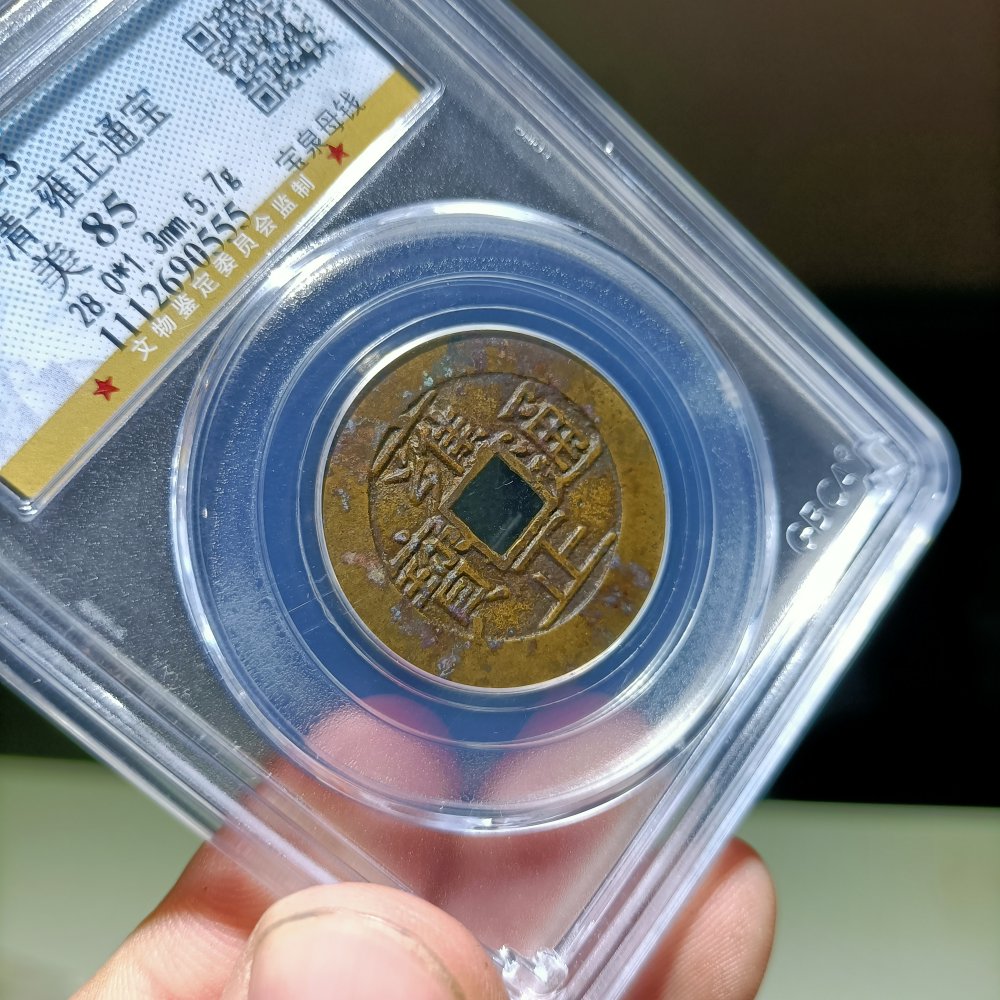 清-雍正通宝
宝泉母钱
美 85
28.0*1.3mm,5.7g
1112690555
文物鉴定委员会监制
雍正通寶
GBCA